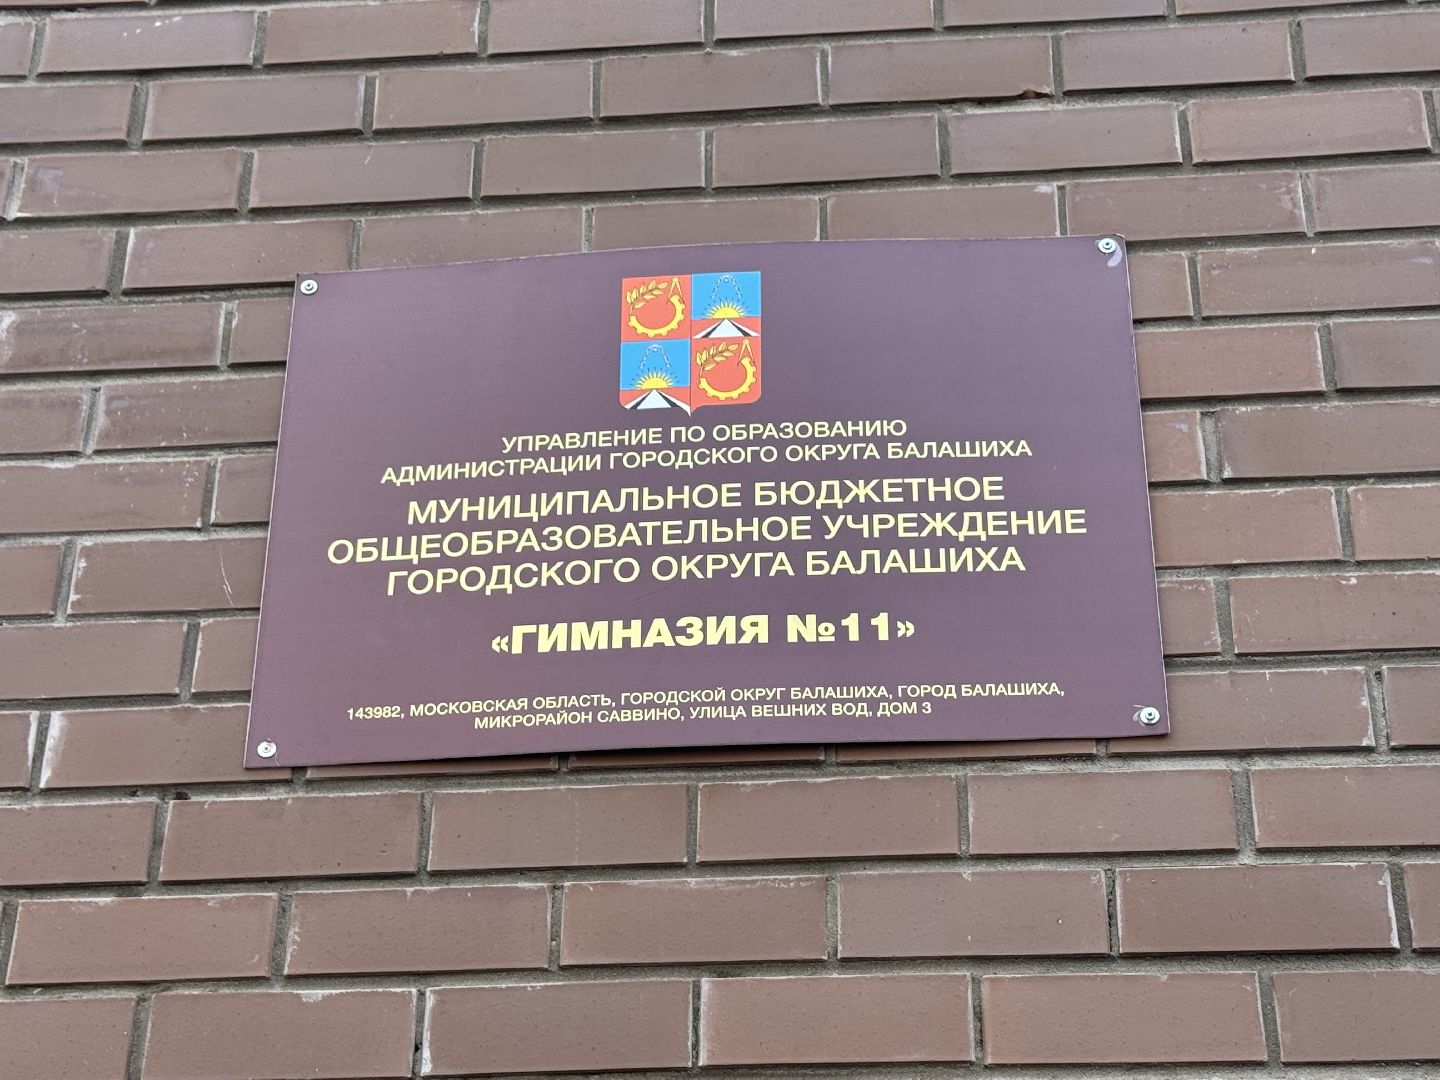 УПРАВЛЕНИЕ ПО ОБРАЗОВАНИЮ
АДМИНИСТРАЦИИ ГОРОДСКОГО ОКРУГА БАЛАШИХА
МУНИЦИПАЛЬНОЕ БЮДЖЕТНОЕ
ОБЩЕОБРАЗОВАТЕЛЬНОЕ УЧРЕЖДЕНИЕ
ГОРОДСКОГО ОКРУГА БАЛАШИХА
«ГИМНАЗИЯ №11»
143982, МОСКОВСКАЯ ОБЛАСТЬ, ГОРОДСКОЙ ОКРУГ БАЛАШИХА, ГОРОД БАЛАШИХА,
МИКРОРАЙОН САВВИНО, УЛИЦА ВЕШНИХ ВОД, ДОМ 3